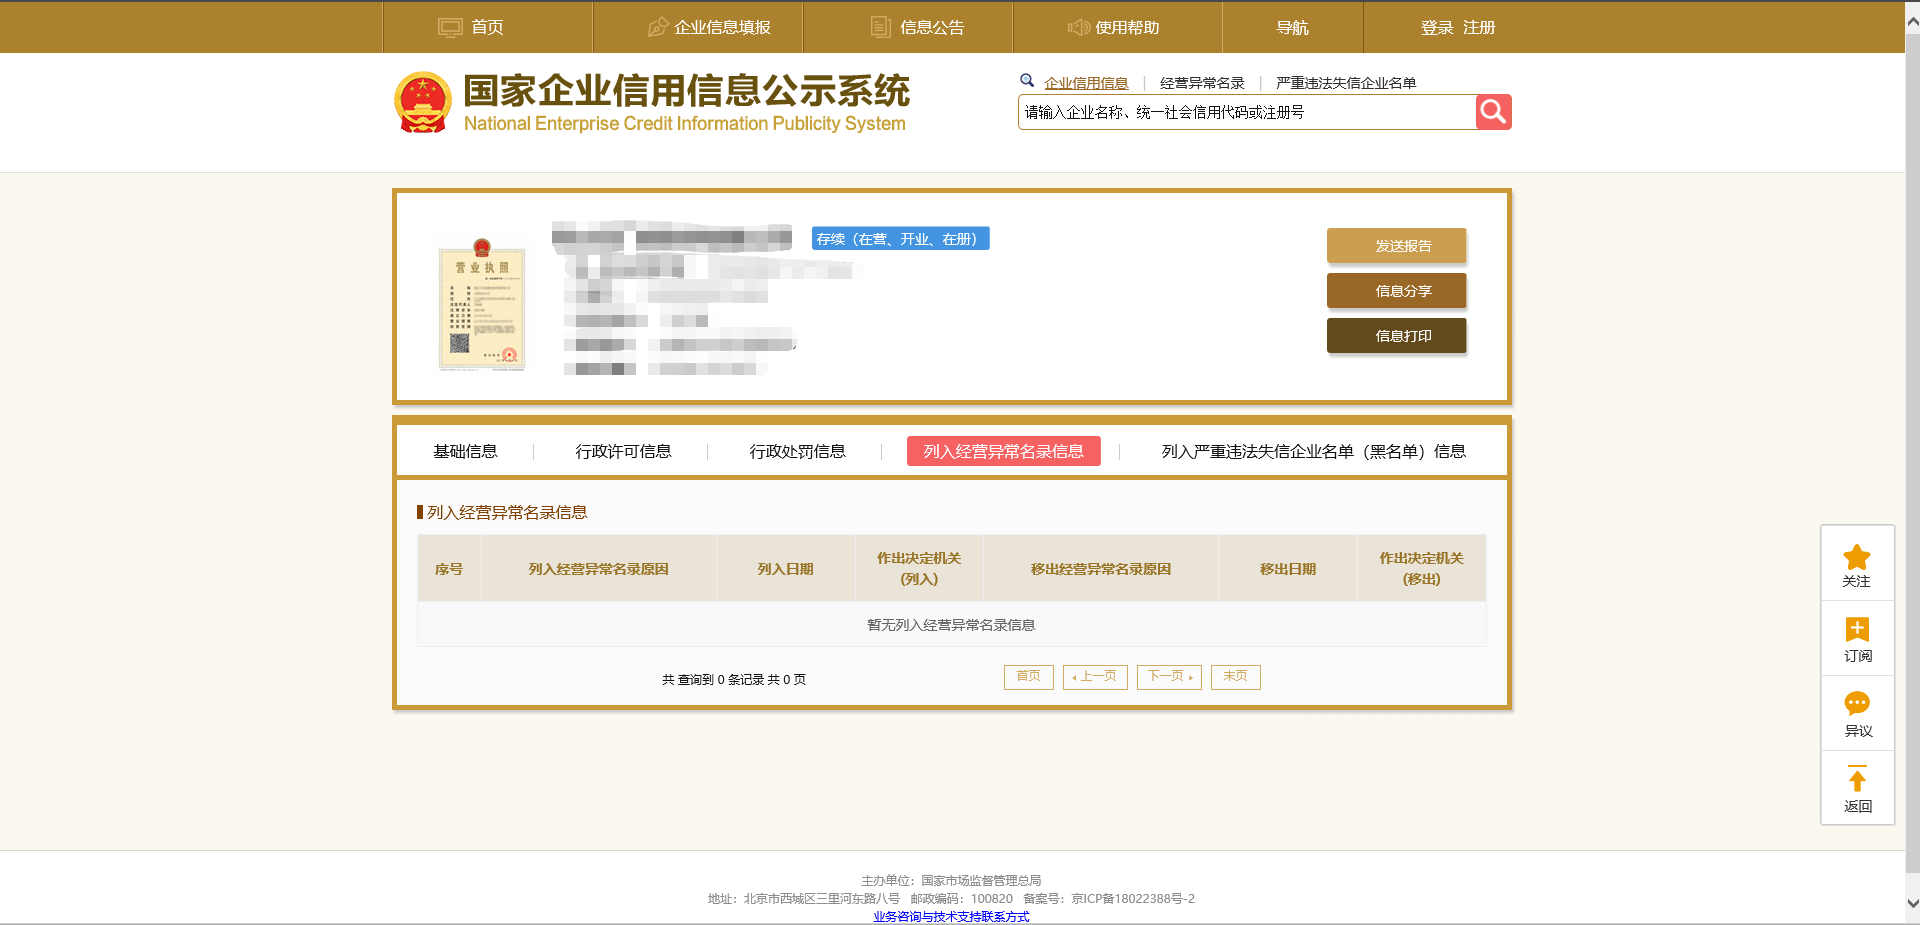 首页 企业信息填报 信息公告 使用帮助 导航 登录 注册
国家企业信用信息公示系统
National Enterprise Credit Information Publicity System
企业信用信息 | 经营异常名录 | 严重违法失信企业名单
请输入企业名称、统一社会信用代码或注册号
存续（在营、开业、在册）
营业执照
发送报告
信息分享
信息打印
基础信息 行政许可信息 行政处罚信息 列入经营异常名录信息 列入严重违法失信企业名单（黑名单）信息
列入经营异常名录信息
序号 列入经营异常名录原因 列入日期 作出决定机关(列入) 移出经营异常名录原因 移出日期 作出决定机关(移出)
暂无列入经营异常名录信息
共 查询到 0 条记录 共 0 页 首页 上一页 下一页 末页
关注
订阅
异议
返回
主办单位：国家市场监督管理总局
地址：北京市西城区三里河东路八号 邮政编码：100820 备案号：京ICP备18022388号-2
业务咨询与技术支持联系方式